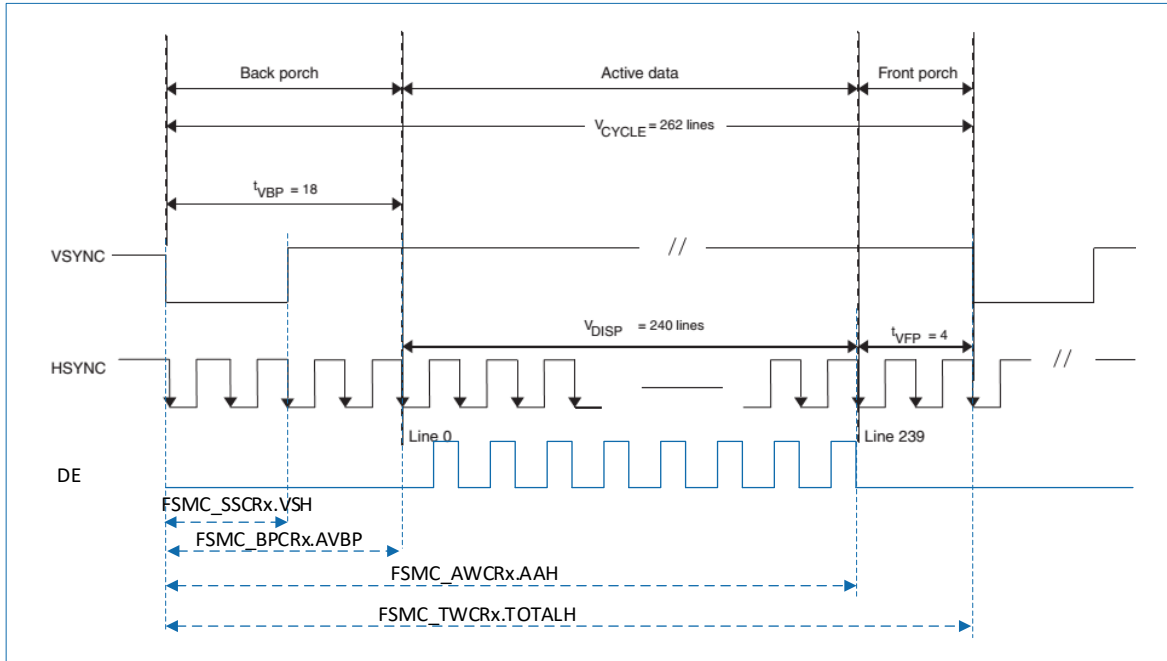 Back porch
Active data
Front porch
VCYCLE = 262 lines
tVBP = 18
VSYNC
//
VDISP = 240 lines
tVFP = 4
HSYNC
//
Line 0
Line 239
DE
FSMC_SSCRx.VSH
FSMC_BPCRx.AVBP
FSMC_AWCRx.AAH
FSMC_TWCRx.TOTALH